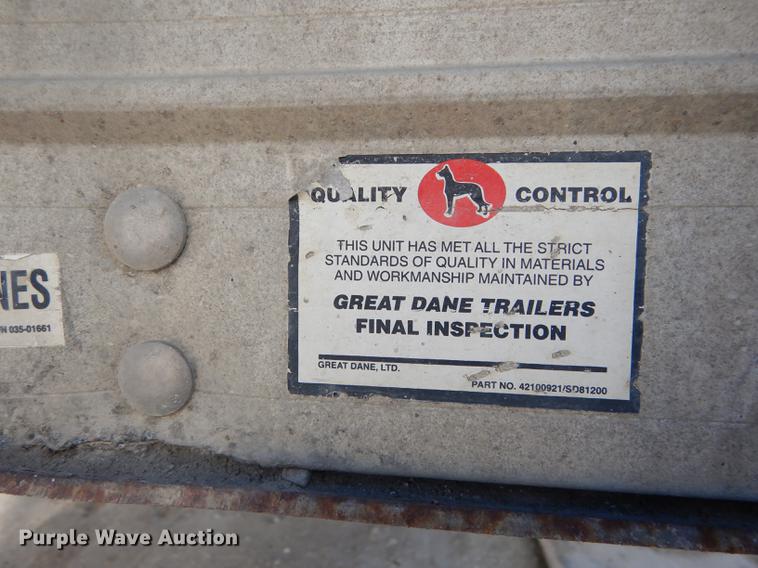 QUALITY CONTROL
THIS UNIT HAS MET ALL THE STRICT
STANDARDS OF QUALITY IN MATERIALS
AND WORKMANSHIP MAINTAINED BY
GREAT DANE TRAILERS
FINAL INSPECTION
GREAT DANE, LTD.
PART NO. 42100921/SD81200
NES
/N 035-01661
Purple Wave Auction